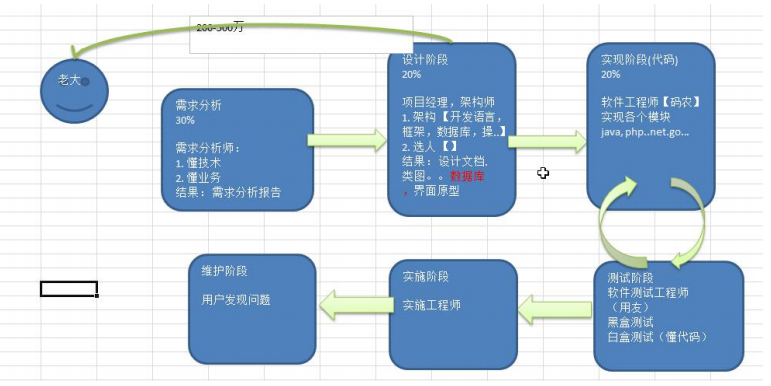 200-300万
老大
需求分析
30%
需求分析师：
1. 懂技术
2. 懂业务
结果：需求分析报告
设计阶段
20%
项目经理，架构师
1. 架构【开发语言，
框架，数据库，操..】
2. 选人【】
结果：设计文档.
类图。。数据库
，界面原型
实现阶段(代码)
20%
软件工程师【码农】
实现各个模块
java, php..net.go...
维护阶段
用户发现问题
实施阶段
实施工程师
测试阶段
软件测试工程师
（用友）
黑盒测试
白盒测试（懂代码）